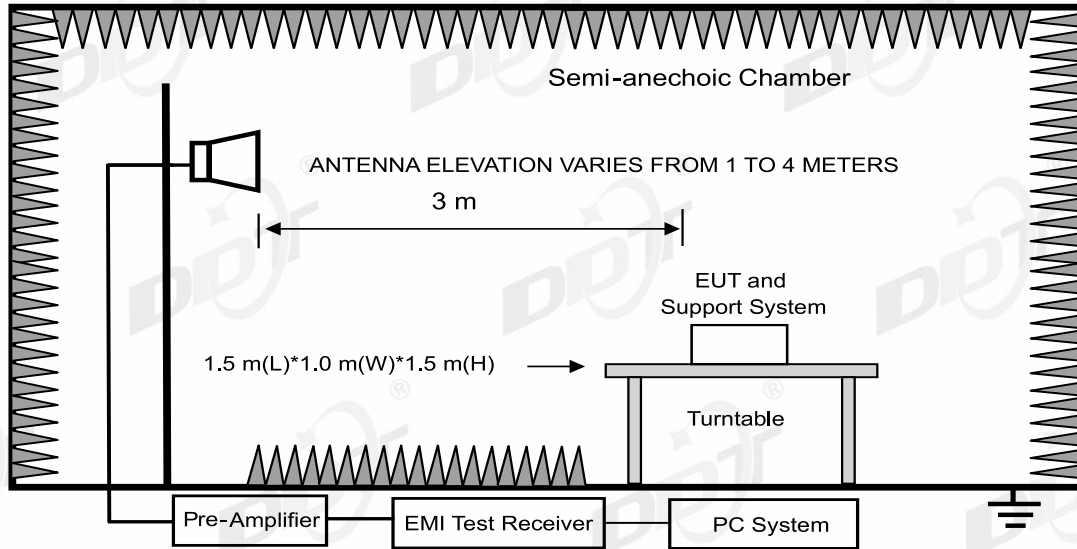 Semi-anechoic Chamber
ANTENNA ELEVATION VARIES FROM 1 TO 4 METERS
3 m
EUT and
Support System
1.5 m(L)*1.0 m(W)*1.5 m(H)
Turntable
Pre-Amplifier
EMI Test Receiver
PC System
DDT
®